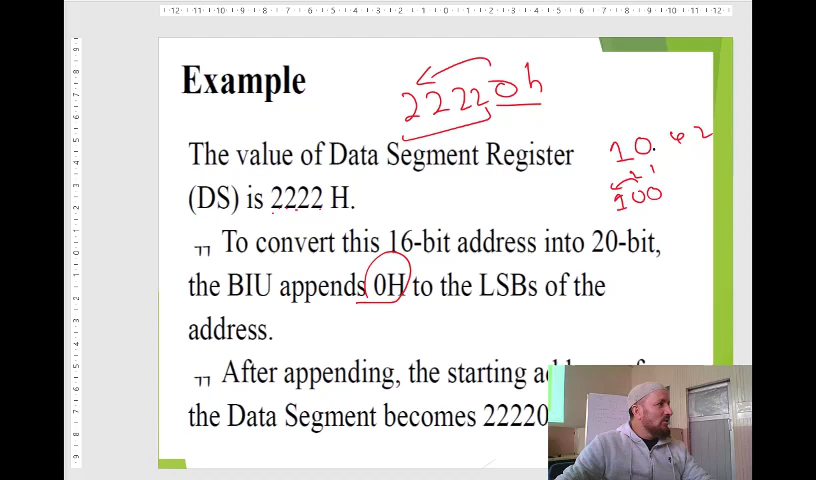 Example
22220h
The value of Data Segment Register
10.
(DS) is 2222 H.
100
To convert this 16-bit address into 20-bit,
the BIU appends 0H to the LSBs of the
address.
After appending, the starting
the Data Segment becomes 22220